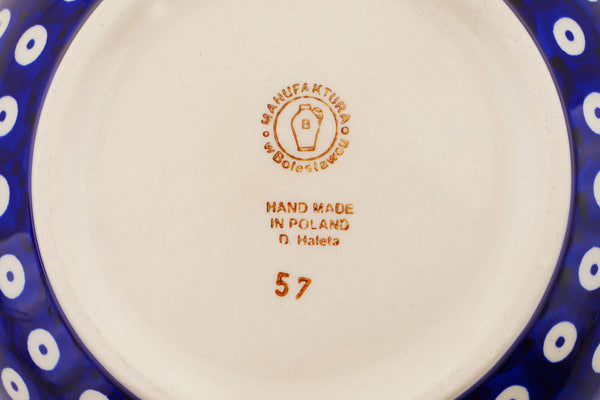 MANUFAKTURA
w Bolesławcu
B
HAND MADE
IN POLAND
D. Haleta
57